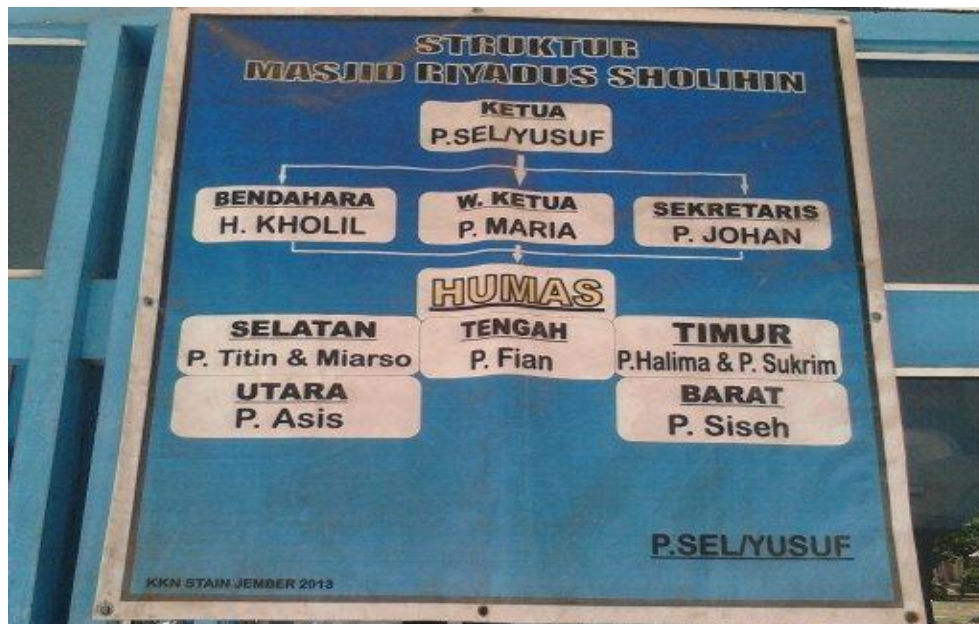 STRUKTUR
MASJID RIYADUS SHOLIHIN
KETUA
P.SEL/YUSUF
BENDAHARA
H. KHOLIL
W. KETUA
P. MARIA
SEKRETARIS
P. JOHAN
HUMAS
SELATAN
P. Titin & Miarso
TENGAH
P. Fian
TIMUR
P.Halima & P. Sukrim
UTARA
P. Asis
BARAT
P. Siseh
P.SEL/YUSUF
KKN STAIN JEMBER 2013